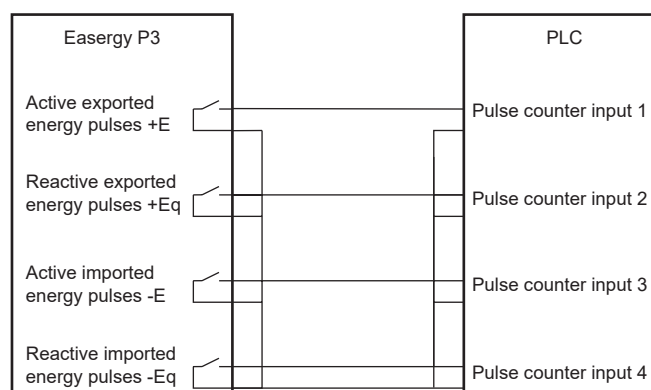 Easergy P3
PLC
Active exported
energy pulses +E
Pulse counter input 1
Reactive exported
energy pulses +Eq
Pulse counter input 2
Active imported
energy pulses -E
Pulse counter input 3
Reactive imported
energy pulses -Eq
Pulse counter input 4